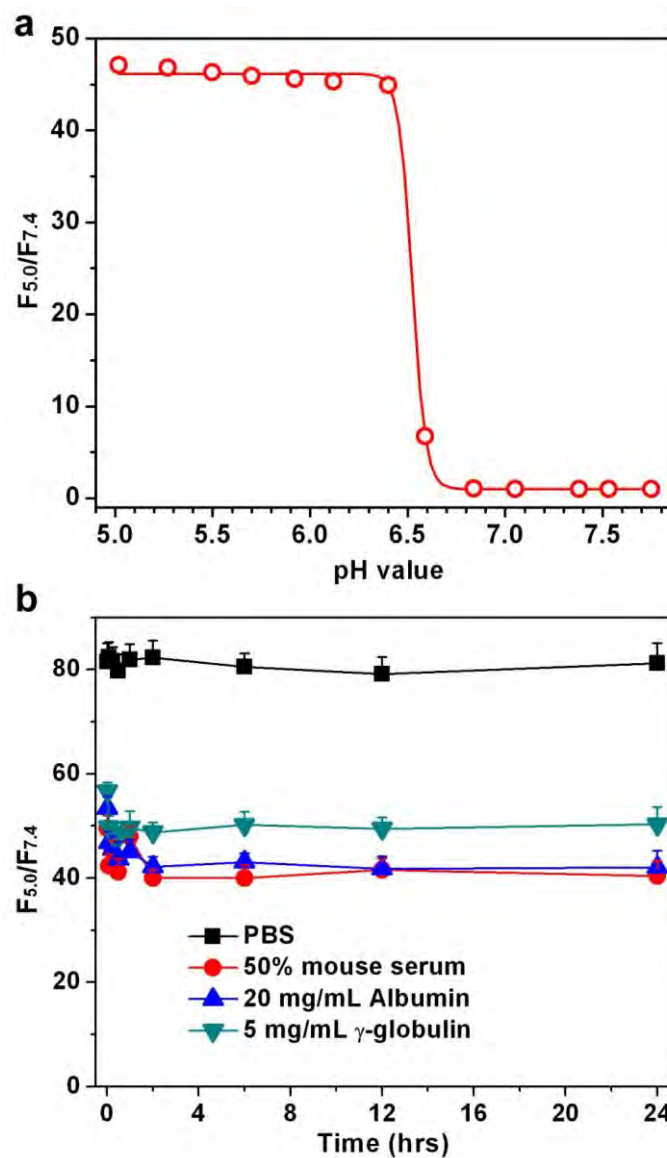 a
50
40
30
20
10
0
F5.0/F7.4
5.0 5.5 6.0 6.5 7.0 7.5
pH value
b
80
60
40
20
0
F5.0/F7.4
PBS
50% mouse serum
20 mg/mL Albumin
5 mg/mL γ-globulin
0 4 8 12 16 20 24
Time (hrs)